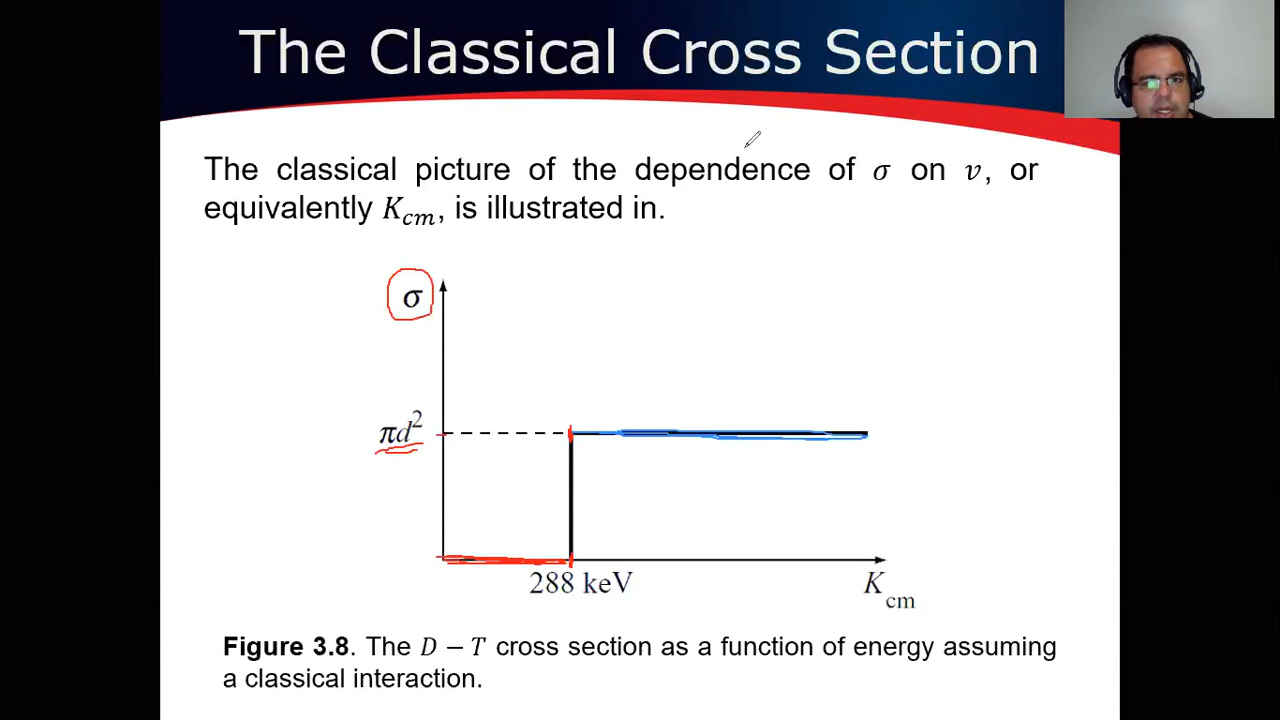 The Classical Cross Section
The classical picture of the dependence of σ on v, or
equivalently K_cm, is illustrated in.
σ
πd²
288 keV
K_cm
Figure 3.8. The D − T cross section as a function of energy assuming
a classical interaction.